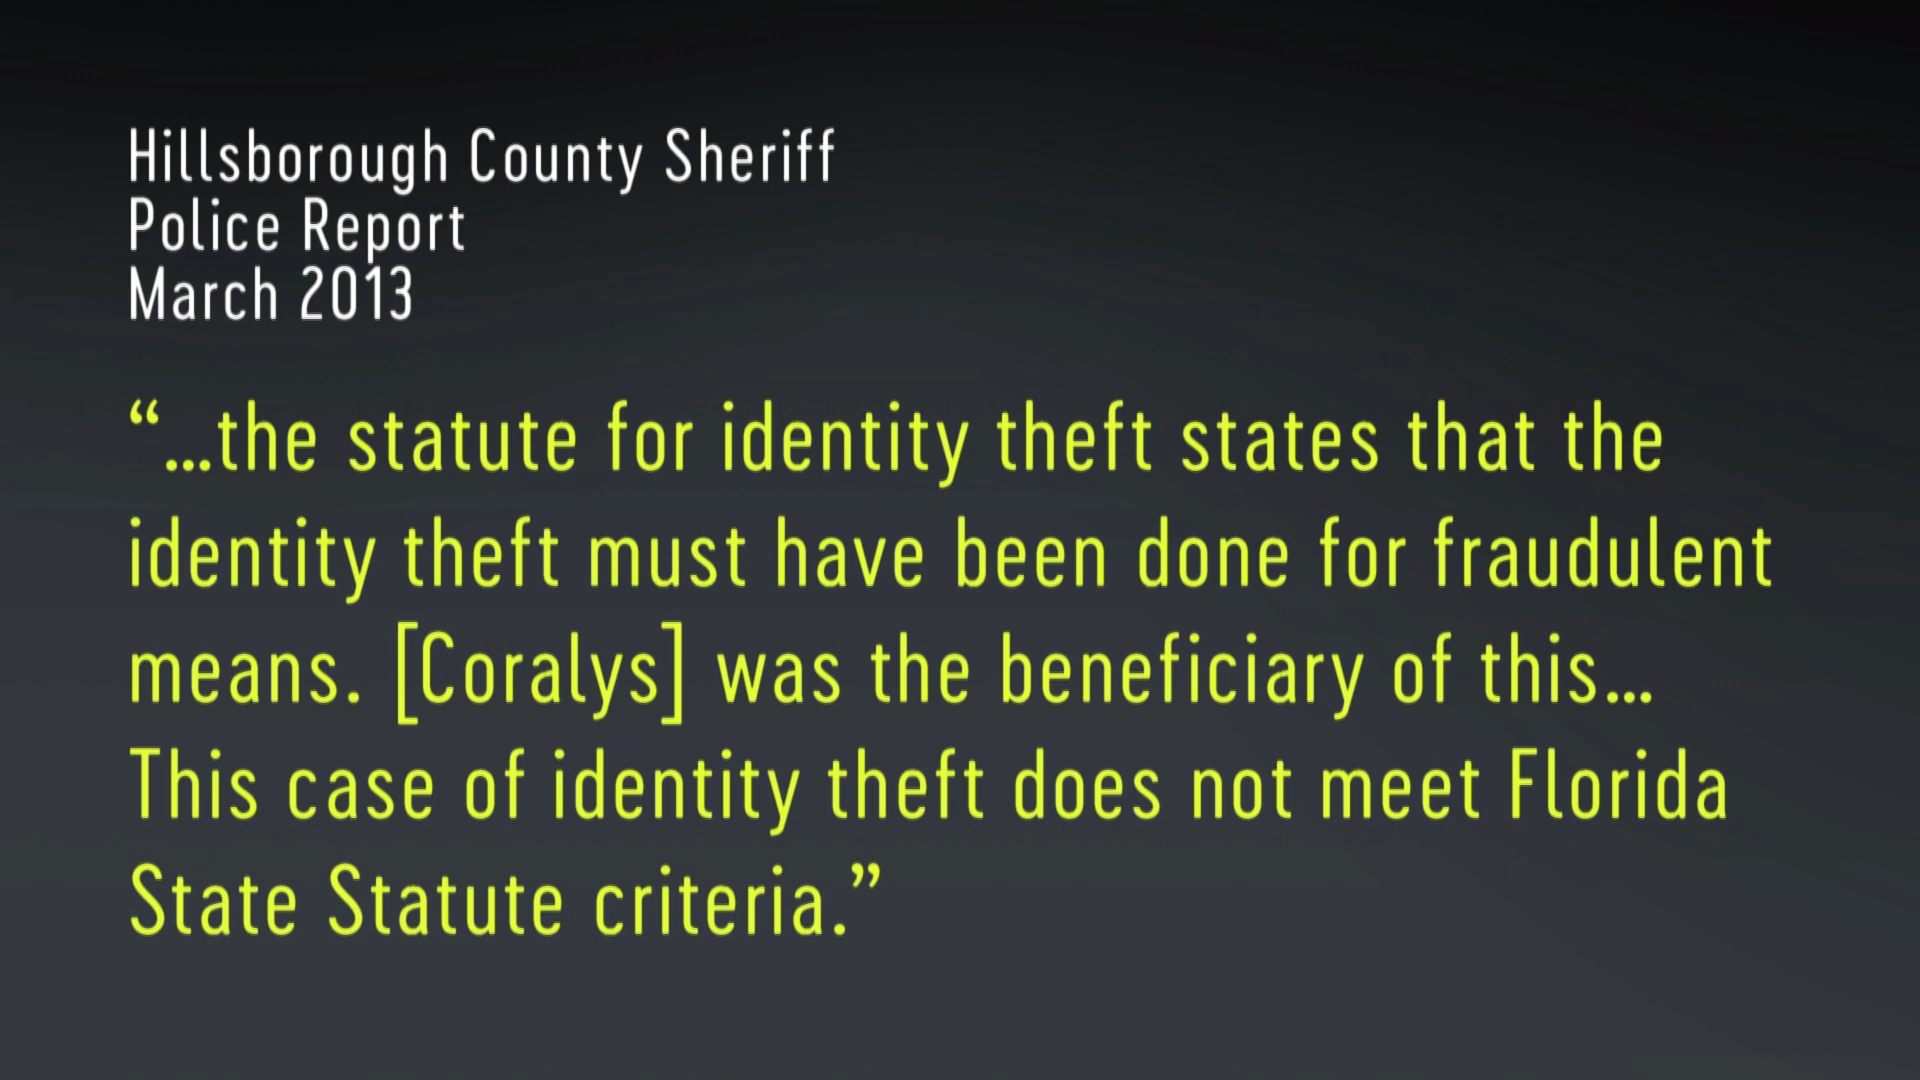 Hillsborough County Sheriff
Police Report
March 2013
“…the statute for identity theft states that the
identity theft must have been done for fraudulent
means. [Coralys] was the beneficiary of this…
This case of identity theft does not meet Florida
State Statute criteria.”